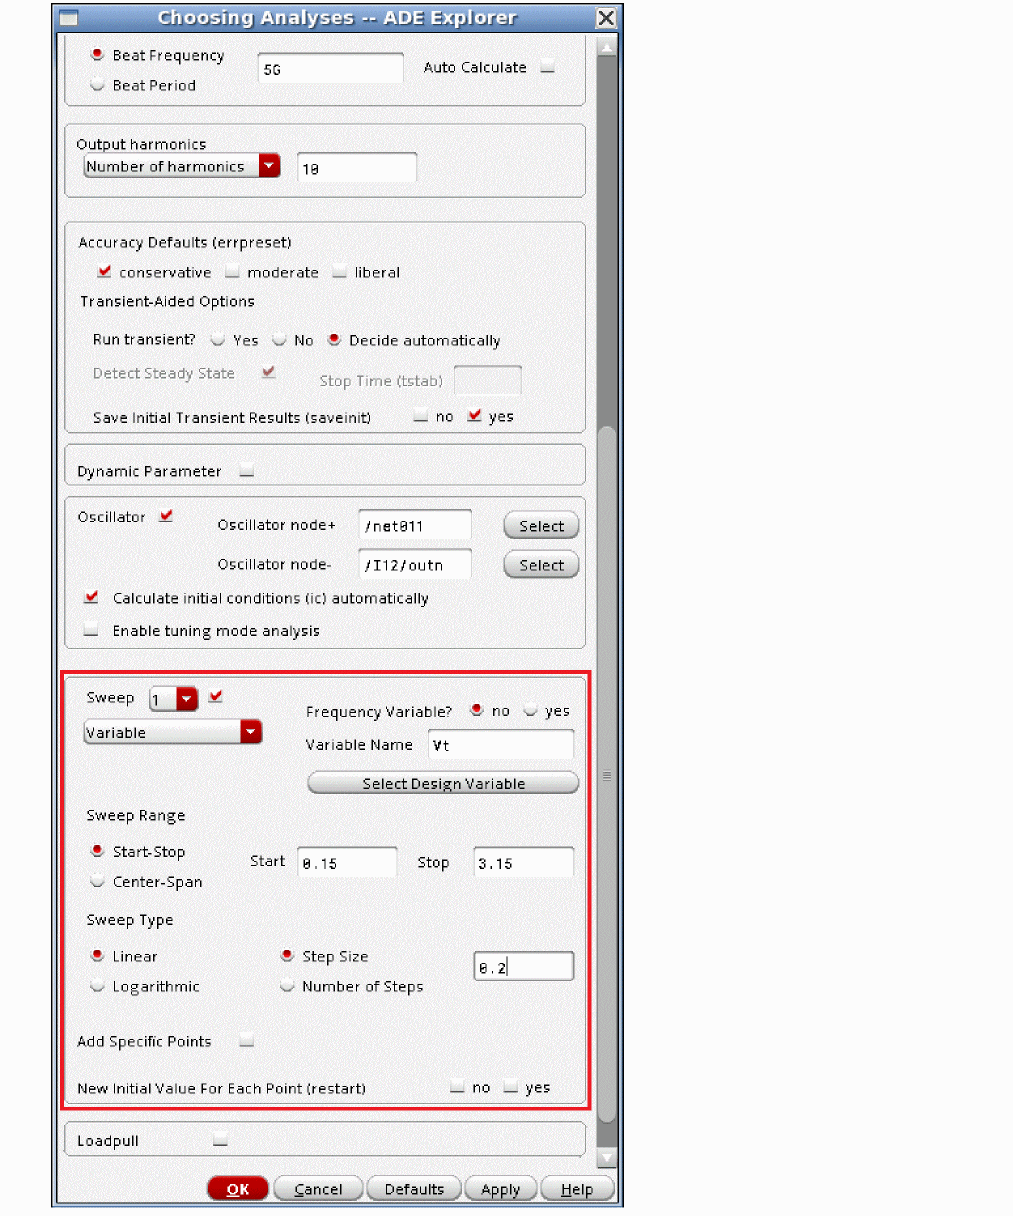 Choosing Analyses -- ADE Explorer
Beat Frequency
5G
Auto Calculate
Beat Period
Output harmonics
Number of harmonics
10
Accuracy Defaults (errpreset)
conservative moderate liberal
Transient-Aided Options
Run transient? Yes No Decide automatically
Detect Steady State Stop Time (tstab)
Save Initial Transient Results (saveinit) no yes
Dynamic Parameter
Oscillator Oscillator node+ /net011 Select
Oscillator node- /I12/outn Select
Calculate initial conditions (ic) automatically
Enable tuning mode analysis
Sweep 1
Frequency Variable? no yes
Variable
Variable Name Vt
Select Design Variable
Sweep Range
Start-Stop Start 0.15 Stop 3.15
Center-Span
Sweep Type
Linear Step Size 0.2
Logarithmic Number of Steps
Add Specific Points
New Initial Value For Each Point (restart) no yes
Loadpull
OK Cancel Defaults Apply Help